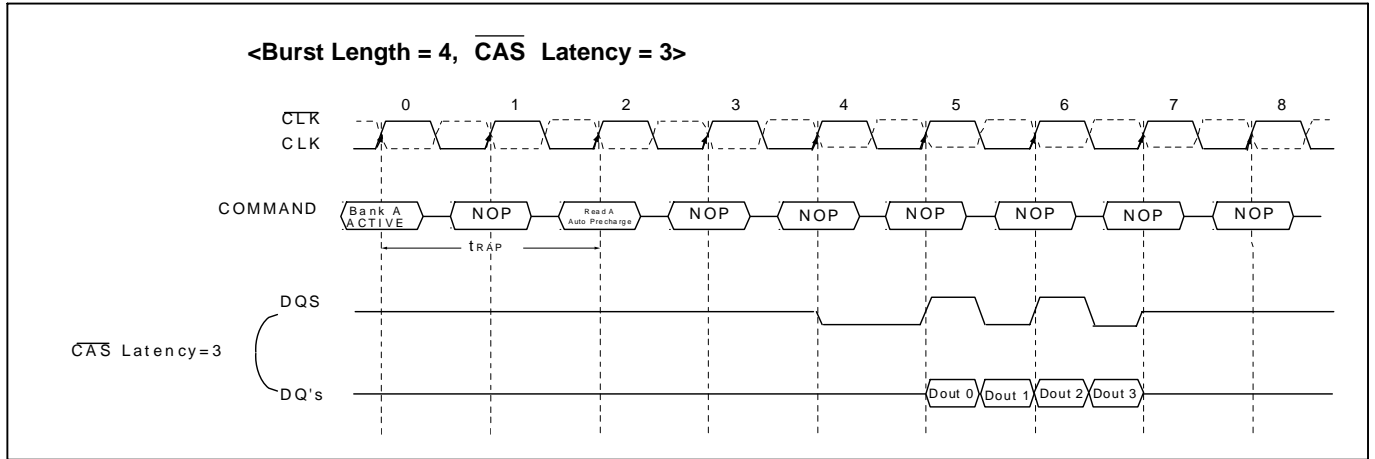 <Burst Length = 4, CAS Latency = 3>
0 1 2 3 4 5 6 7 8
CLK
CLK
COMMAND
Bank A
ACTIVE
NOP
Read A
Auto Precharge
NOP
NOP
NOP
NOP
NOP
NOP
tRAP
DQS
CAS Latency=3
DQ's
Dout 0 Dout 1 Dout 2 Dout 3